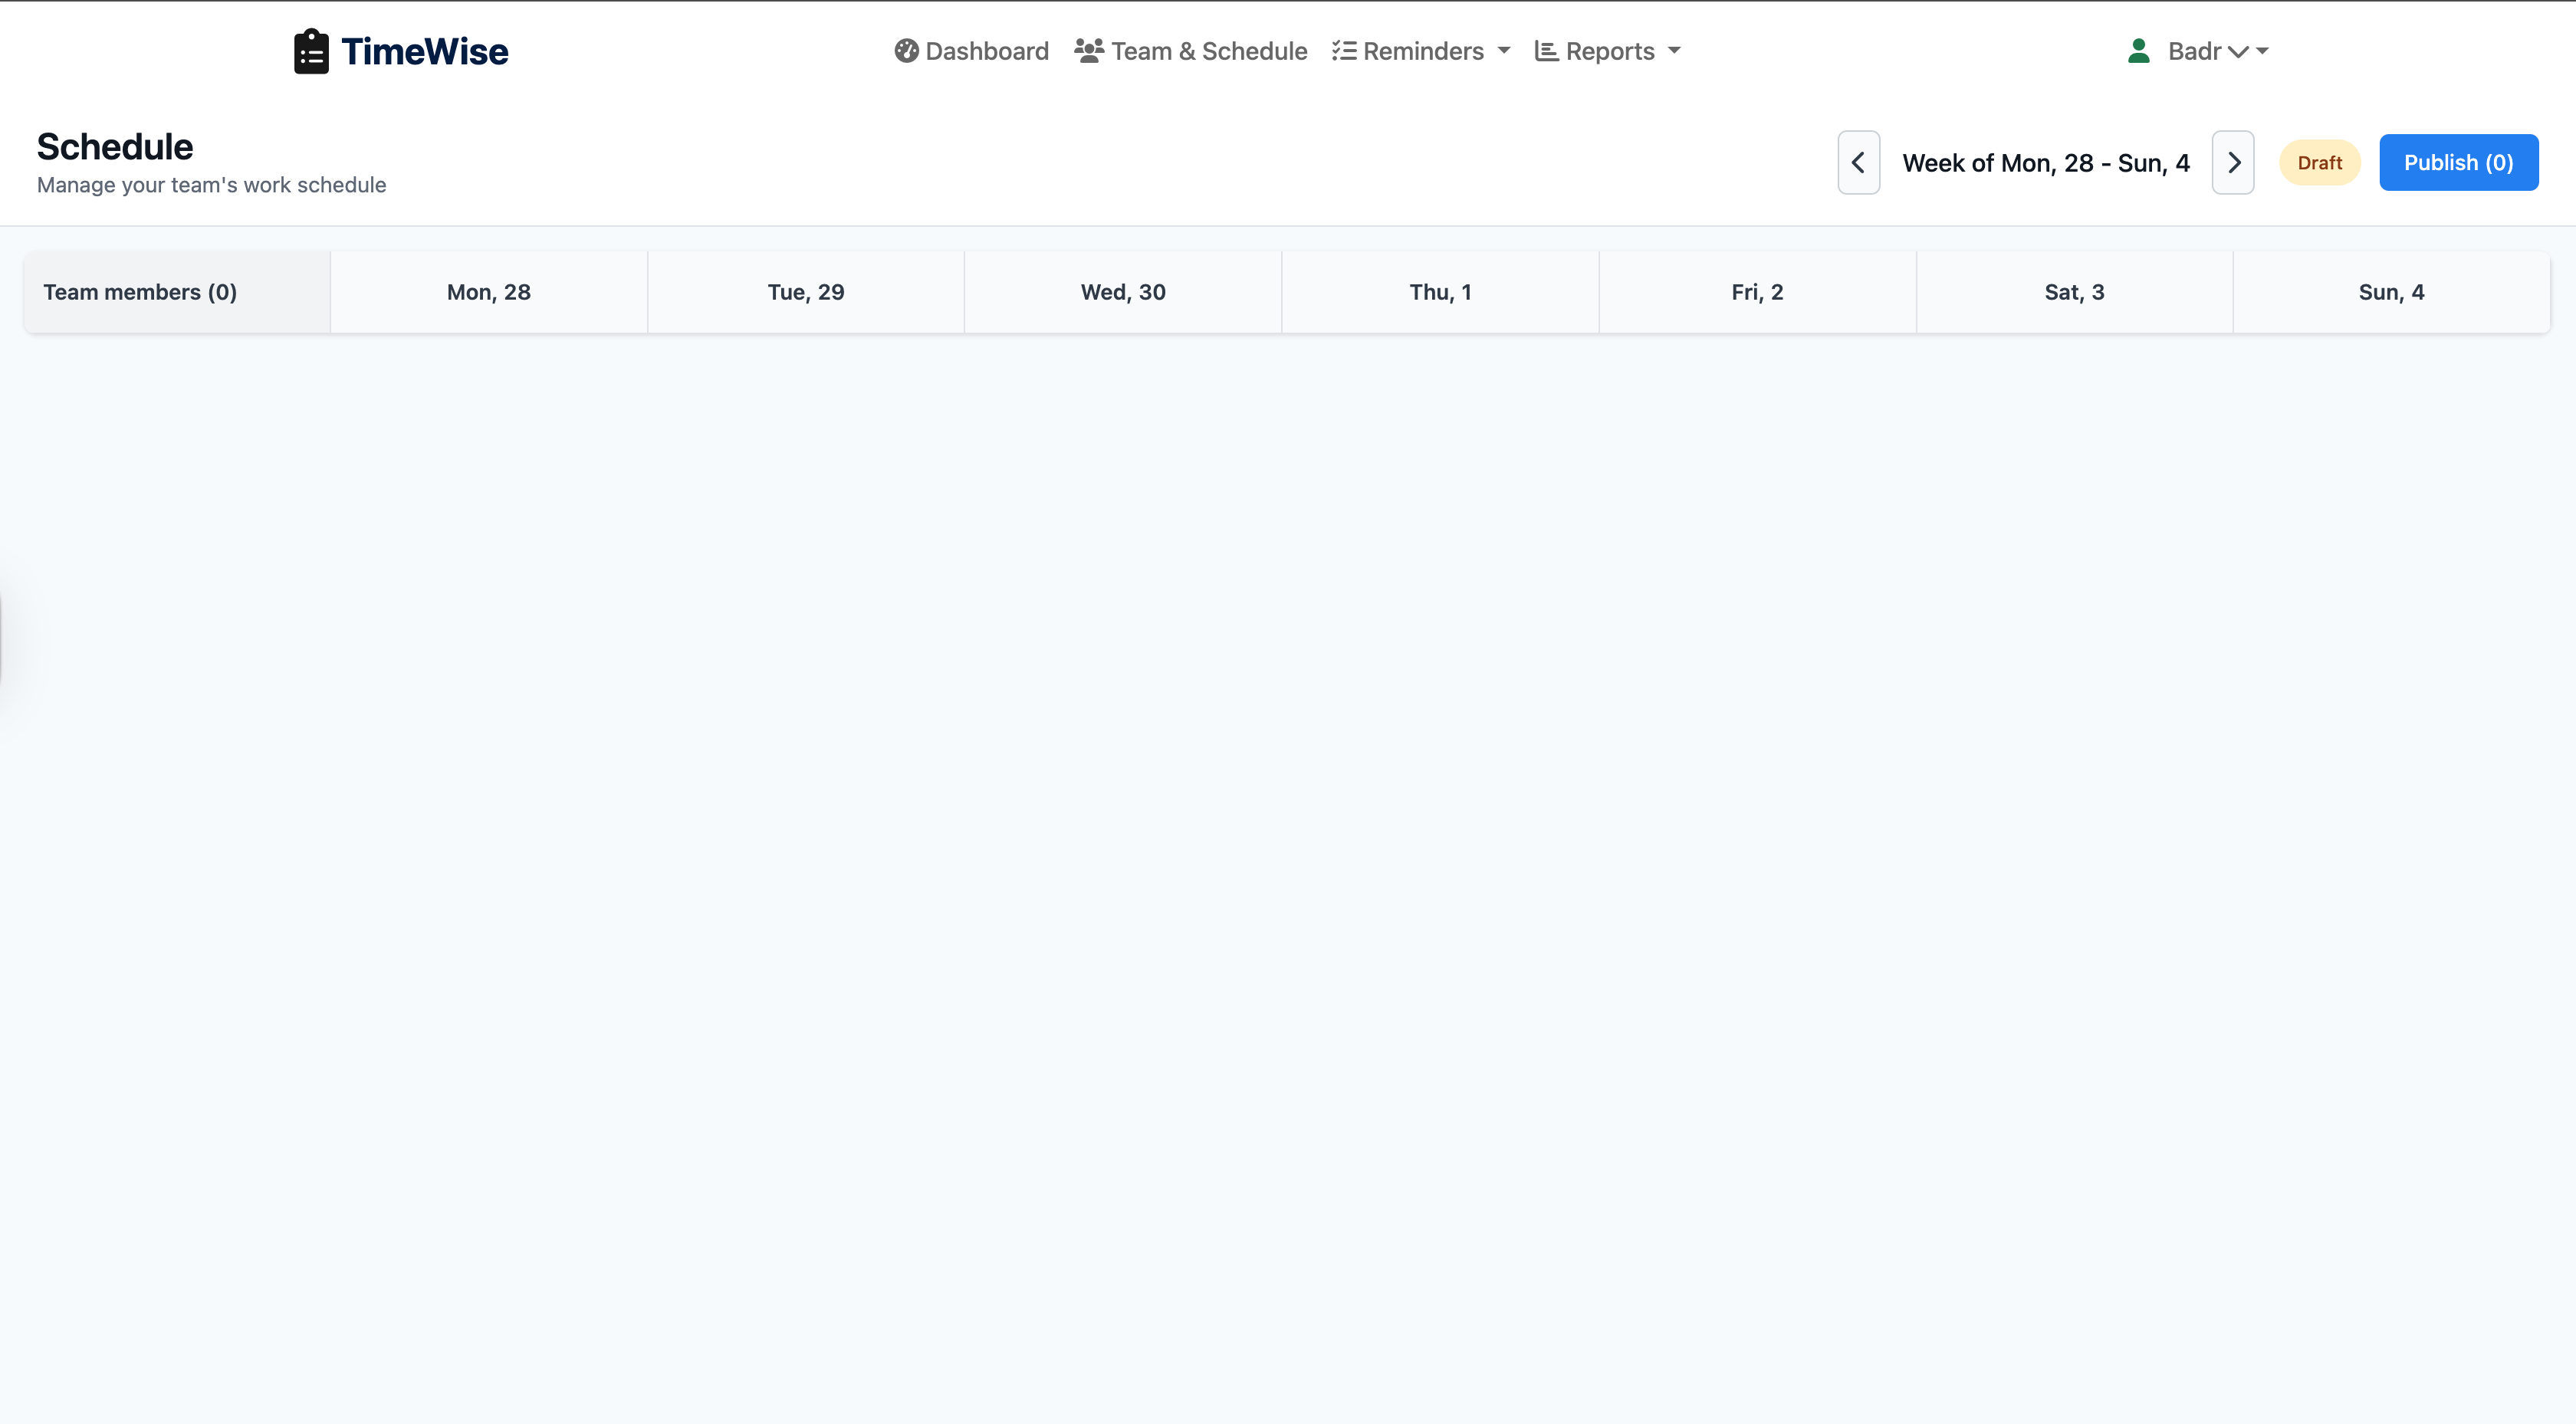 TimeWise
Dashboard Team & Schedule Reminders Reports
Badr
Schedule
Manage your team's work schedule
Week of Mon, 28 - Sun, 4
Draft
Publish (0)
Team members (0) Mon, 28 Tue, 29 Wed, 30 Thu, 1 Fri, 2 Sat, 3 Sun, 4